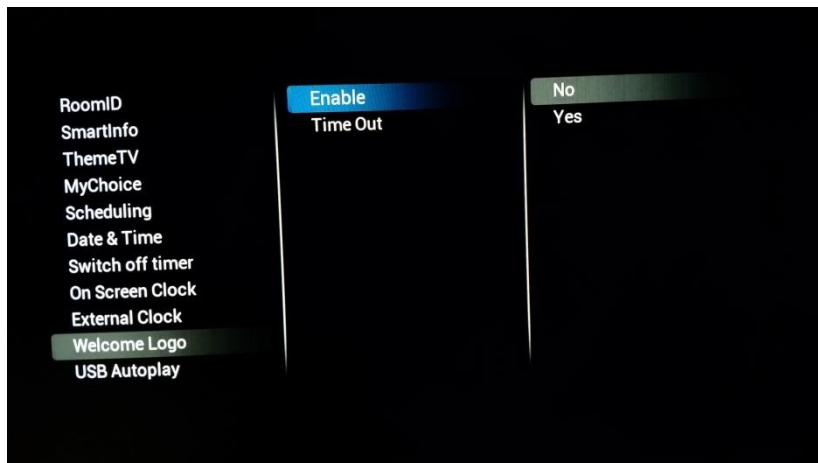 RoomID
SmartInfo
ThemeTV
MyChoice
Scheduling
Date & Time
Switch off timer
On Screen Clock
External Clock
Welcome Logo
USB Autoplay
Enable
Time Out
No
Yes